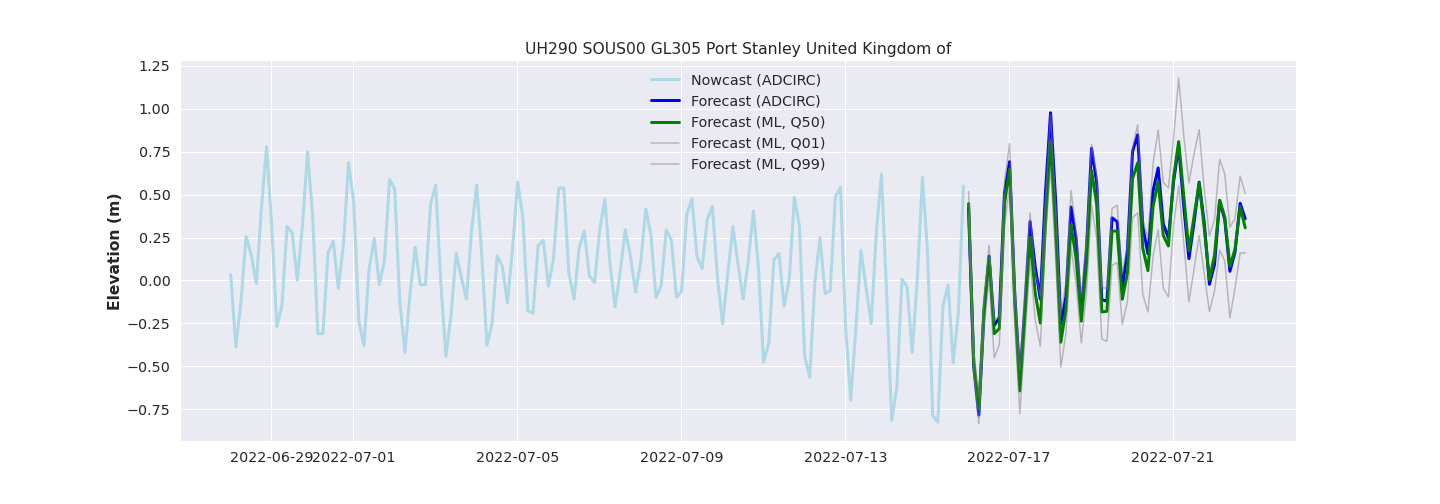 UH290 SOUS00 GL305 Port Stanley United Kingdom of
Elevation (m)
1.25
1.00
0.75
0.50
0.25
0.00
−0.25
−0.50
−0.75
Nowcast (ADCIRC)
Forecast (ADCIRC)
Forecast (ML, Q50)
Forecast (ML, Q01)
Forecast (ML, Q99)
2022-06-29 2022-07-01 2022-07-05 2022-07-09 2022-07-13 2022-07-17 2022-07-21